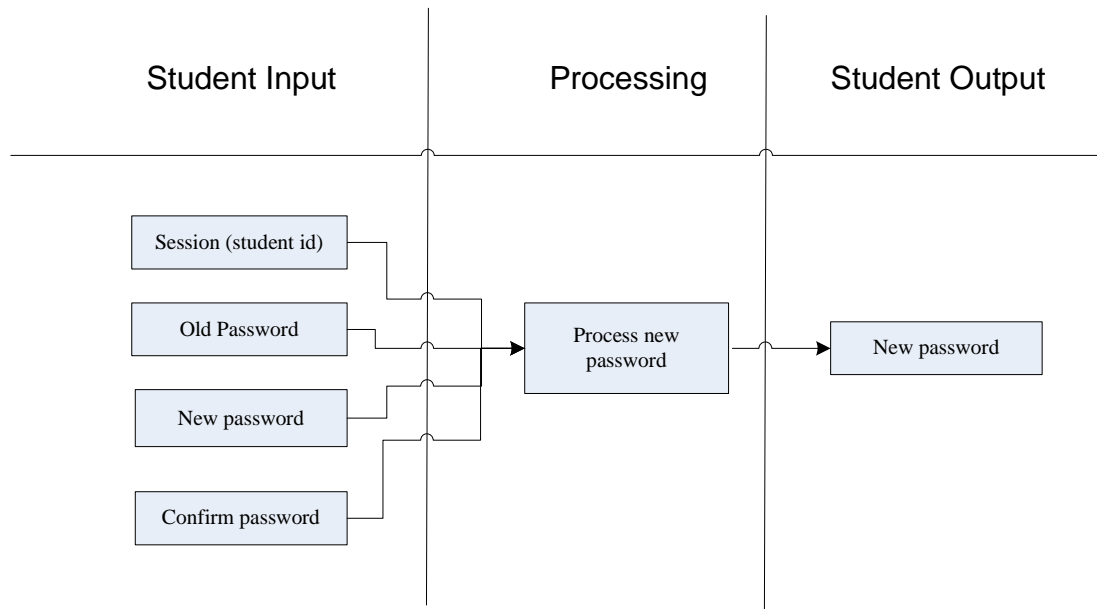 Student Input
Processing
Student Output
Session (student id)
Old Password
New password
Confirm password
Process new
password
New password